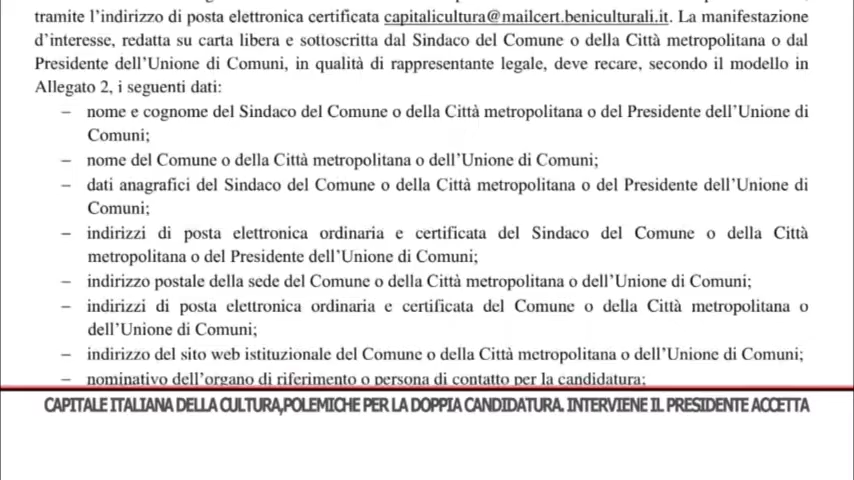 tramite l'indirizzo di posta elettronica certificata capitalicultura@mailcert.beniculturali.it. La manifestazione
d'interesse, redatta su carta libera e sottoscritta dal Sindaco del Comune o della Città metropolitana o dal
Presidente dell'Unione di Comuni, in qualità di rappresentante legale, deve recare, secondo il modello in
Allegato 2, i seguenti dati:
– nome e cognome del Sindaco del Comune o della Città metropolitana o del Presidente dell'Unione di
Comuni;
– nome del Comune o della Città metropolitana o dell'Unione di Comuni;
– dati anagrafici del Sindaco del Comune o della Città metropolitana o del Presidente dell'Unione di
Comuni;
– indirizzi di posta elettronica ordinaria e certificata del Sindaco del Comune o della Città
metropolitana o del Presidente dell'Unione di Comuni;
– indirizzo postale della sede del Comune o della Città metropolitana o dell'Unione di Comuni;
– indirizzi di posta elettronica ordinaria e certificata del Comune o della Città metropolitana o
dell'Unione di Comuni;
– indirizzo del sito web istituzionale del Comune o della Città metropolitana o dell'Unione di Comuni;
– nominativo dell'organo di riferimento o persona di contatto per la candidatura;
CAPITALE ITALIANA DELLA CULTURA,POLEMICHE PER LA DOPPIA CANDIDATURA. INTERVIENE IL PRESIDENTE ACCETTA